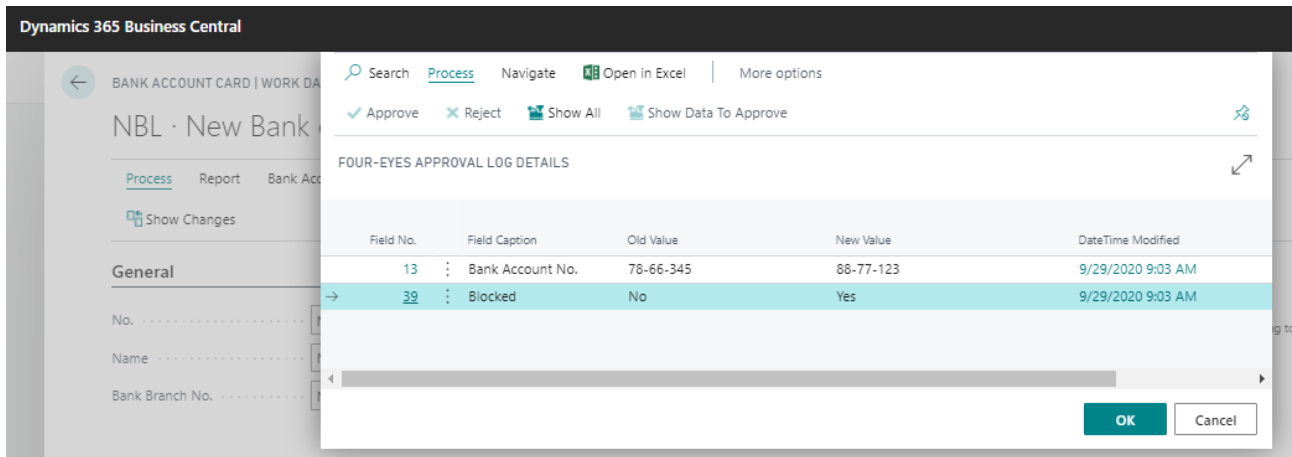 Dynamics 365 Business Central
Search Process Navigate Open in Excel More options
BANK ACCOUNT CARD | WORK DA
Approve Reject Show All Show Data To Approve
NBL · New Bank
FOUR-EYES APPROVAL LOG DETAILS
Process Report Bank Acc
Show Changes
Field No. Field Caption Old Value New Value DateTime Modified
General
13 Bank Account No. 78-66-345 88-77-123 9/29/2020 9:03 AM
39 Blocked No Yes 9/29/2020 9:03 AM
No.
Name
Bank Branch No.
OK Cancel